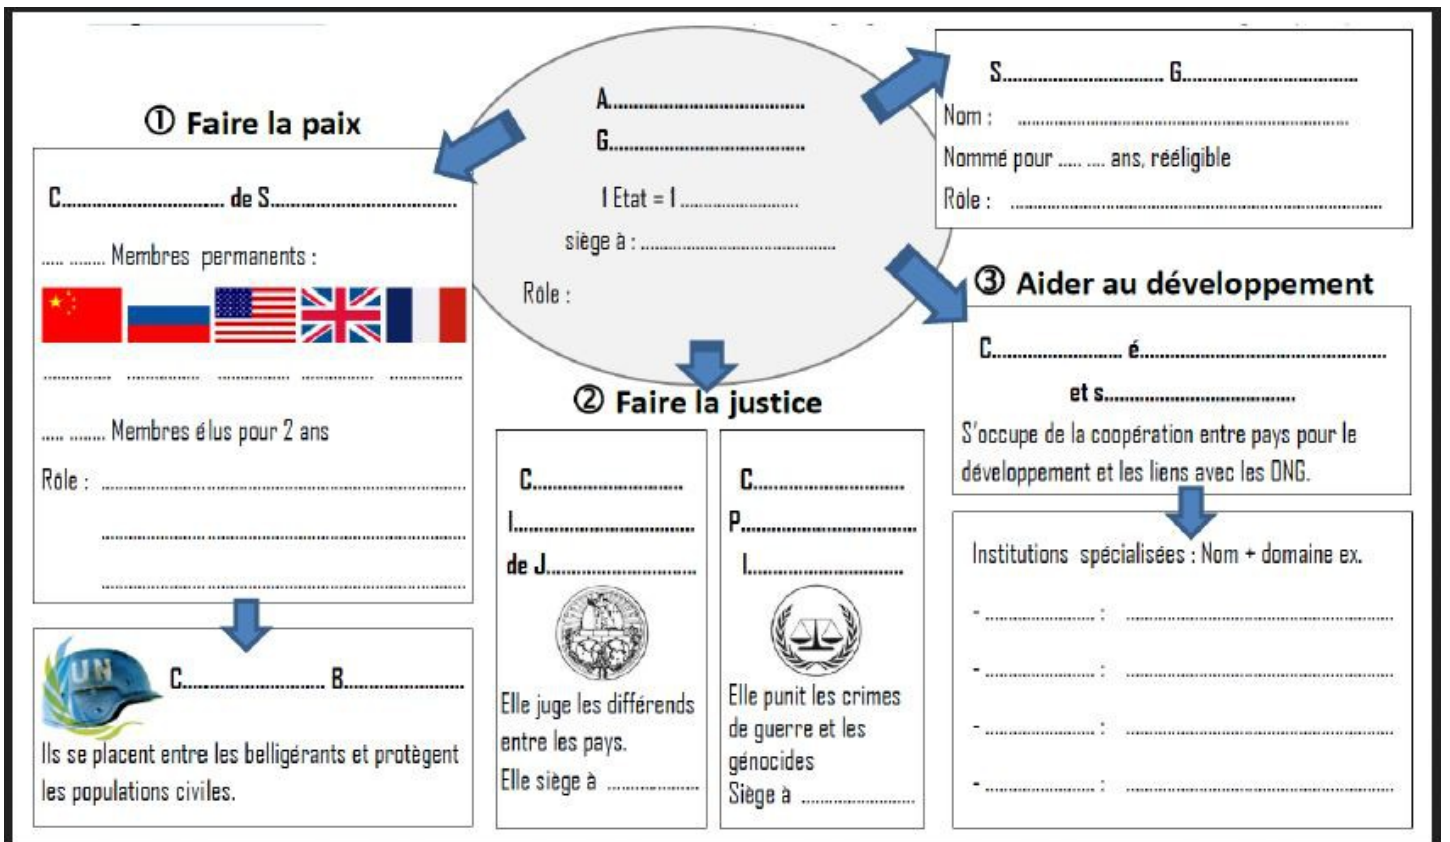 A....................
G....................
1 Etat = 1 ....................
siège à : ....................
Rôle :
S.................... G....................
Nom : ....................
Nommé pour ..... .... ans, rééligible
Rôle : ....................
① Faire la paix
C.................... de S....................
..... ........ Membres permanents :
.................... .................... .................... .................... ....................
..... ........ Membres élus pour 2 ans
Rôle : ....................
....................
....................
UN
C.................... B....................
Ils se placent entre les belligérants et protègent
les populations civiles.
② Faire la justice
C....................
I....................
de J....................
Elle juge les différends
entre les pays.
Elle siège à ....................
C....................
P....................
I....................
Elle punit les crimes
de guerre et les
génocides
Siège à ....................
③ Aider au développement
C.................... é....................
et s....................
S'occupe de la coopération entre pays pour le
développement et les liens avec les ONG.
Institutions spécialisées : Nom + domaine ex.
- .................... : ....................
- .................... : ....................
- .................... : ....................
- .................... : ....................